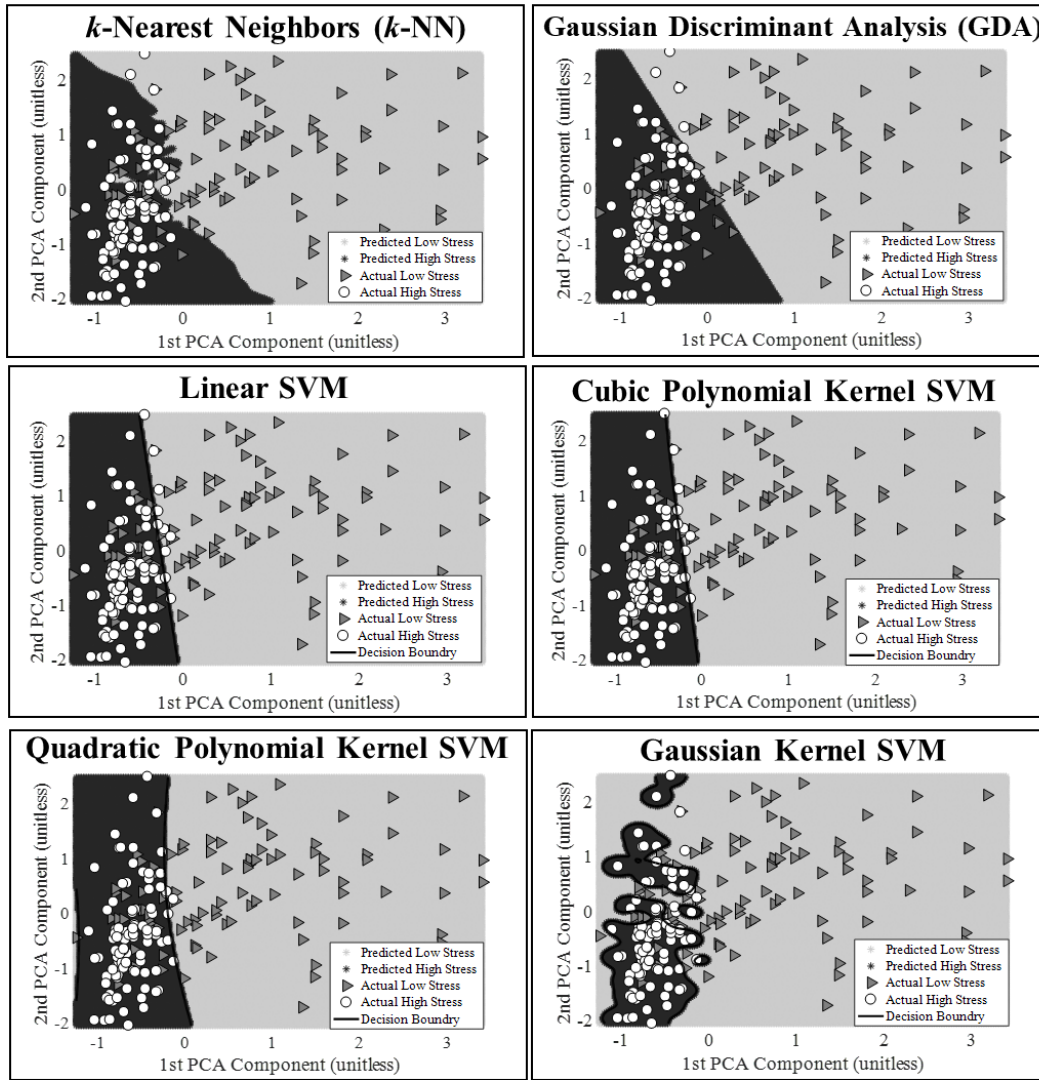 k-Nearest Neighbors (k-NN)
2nd PCA Component (unitless)
2
1
0
-1
-2
Predicted Low Stress
Predicted High Stress
Actual Low Stress
Actual High Stress
-1 0 1 2 3
1st PCA Component (unitless)
Gaussian Discriminant Analysis (GDA)
2nd PCA Component (unitless)
2
1
0
-1
-2
Predicted Low Stress
Predicted High Stress
Actual Low Stress
Actual High Stress
-1 0 1 2 3
1st PCA Component (unitless)
Linear SVM
2nd PCA Component (unitless)
2
1
0
-1
-2
Predicted Low Stress
Predicted High Stress
Actual Low Stress
Actual High Stress
Decision Boundry
-1 0 1 2 3
1st PCA Component (unitless)
Cubic Polynomial Kernel SVM
2nd PCA Component (unitless)
2
1
0
-1
-2
Predicted Low Stress
Predicted High Stress
Actual Low Stress
Actual High Stress
Decision Boundry
-1 0 1 2 3
1st PCA Component (unitless)
Quadratic Polynomial Kernel SVM
2nd PCA Component (unitless)
2
1
0
-1
-2
Predicted Low Stress
Predicted High Stress
Actual Low Stress
Actual High Stress
Decision Boundry
-1 0 1 2 3
1st PCA Component (unitless)
Gaussian Kernel SVM
2nd PCA Component (unitless)
2
1
0
-1
-2
Predicted Low Stress
Predicted High Stress
Actual Low Stress
Actual High Stress
Decision Boundry
-1 0 1 2 3
1st PCA Component (unitless)